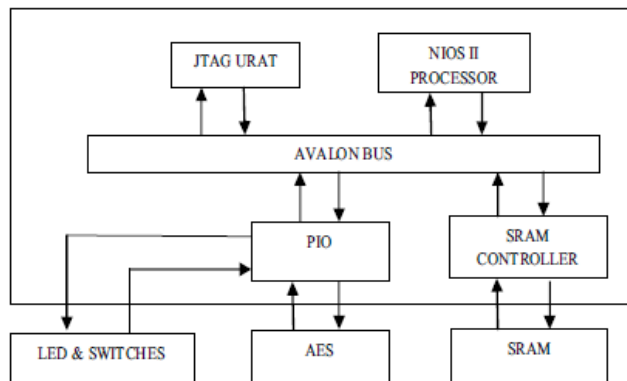 JTAG URAT
NIOS II
PROCESSOR
AVALON BUS
PIO
SRAM
CONTROLLER
LED & SWITCHES
AES
SRAM